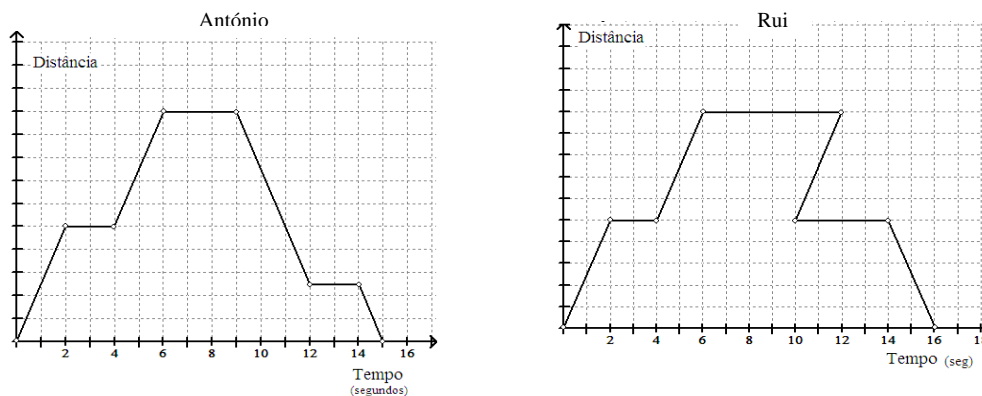 António
Distância
2 4 6 8 10 12 14 16
Tempo
(segundos)
Rui
Distância
2 4 6 8 10 12 14 16 18
Tempo (seg)